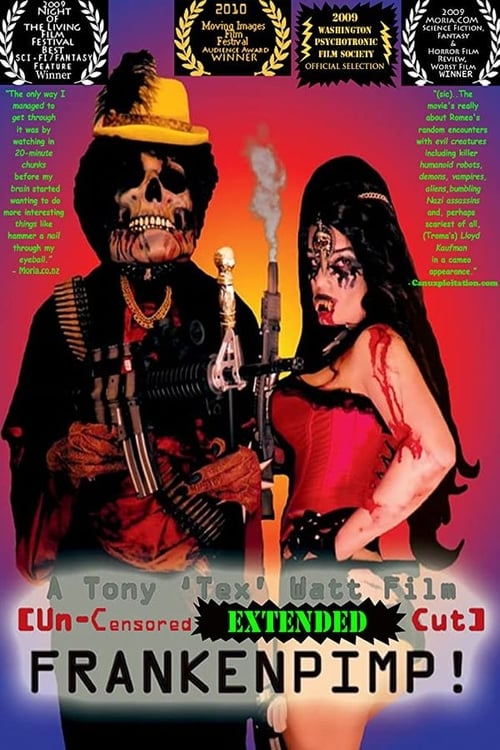 2009
NIGHT
OF
THE LIVING
FILM
FESTIVAL
BEST
SCI-FI/FANTASY
FEATURE
Winner
2010
Moving Images
Film
Festival
AUDIENCE AWARD
WINNER
2009
WASHINGTON
PSYCHOTRONIC
FILM SOCIETY
OFFICIAL SELECTION
2009
MORIA.COM
SCIENCE FICTION,
FANTASY
&
HORROR FILM
REVIEW,
WORST FILM
WINNER
"The only way I
managed to
get through
it was by
watching in
20-minute
chunks
before my
brain started
wanting to do
more interesting
things like
hammer a nail
through my
eyeball."
- Moria.co.nz
"(sic)..The
movie's really
about Romeo's
random encounters
with evil creatures
including killer
humanoid robots,
demons, vampires,
aliens,bumbling
Nazi assassins
and, perhaps
scariest of all,
(Troma's) Lloyd
Kaufman
in a cameo
appearance."
- Canuxploitation.com
A Tony 'Tex' Watt Film
[Un-Censored EXTENDED Cut]
FRANKENPIMP!